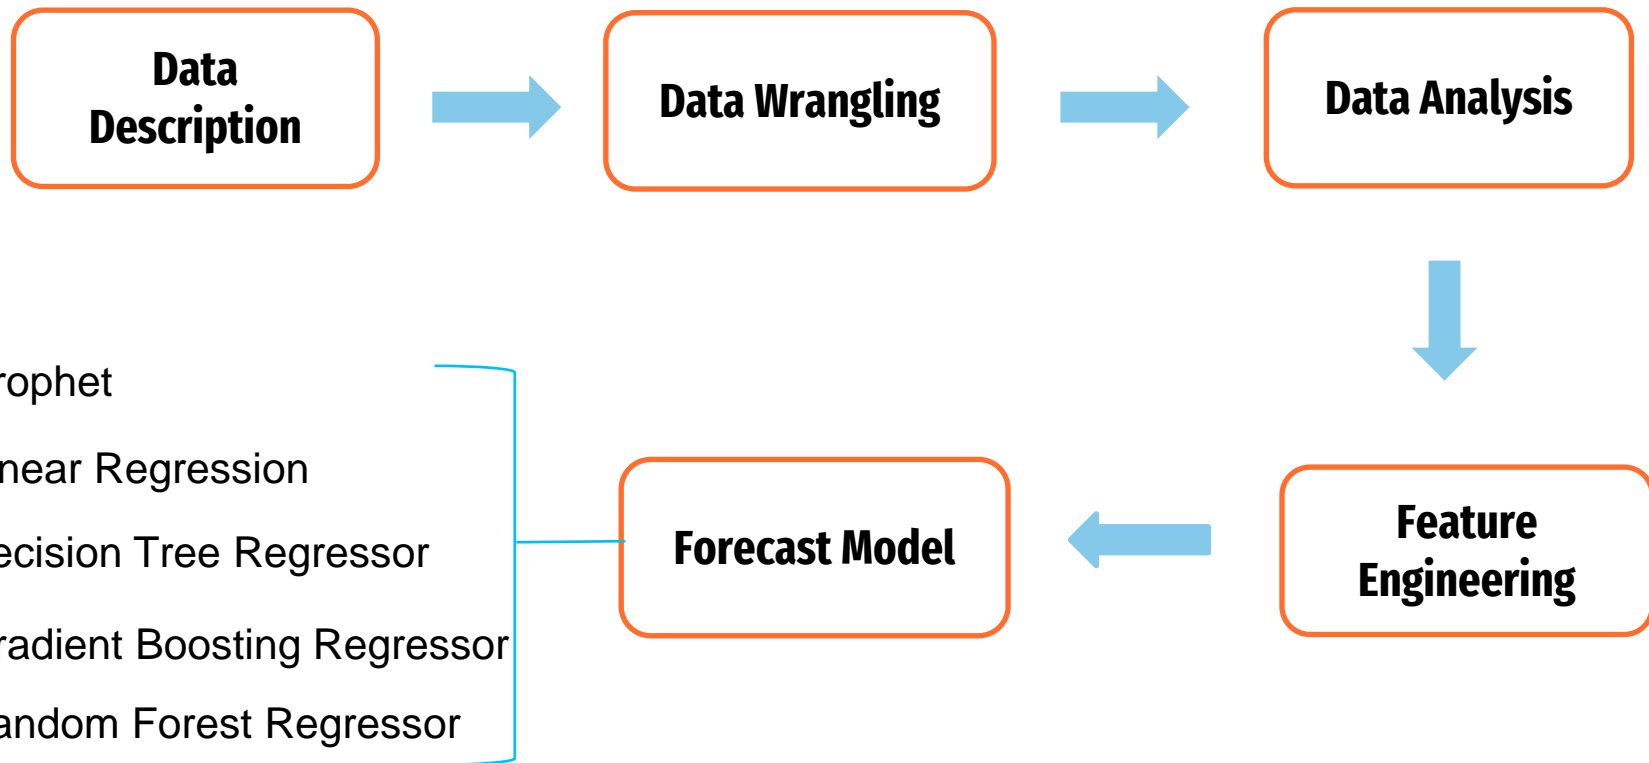 Data
Description
Data Wrangling
Data Analysis
rophet
near Regression
ecision Tree Regressor
radient Boosting Regressor
andom Forest Regressor
Forecast Model
Feature
Engineering